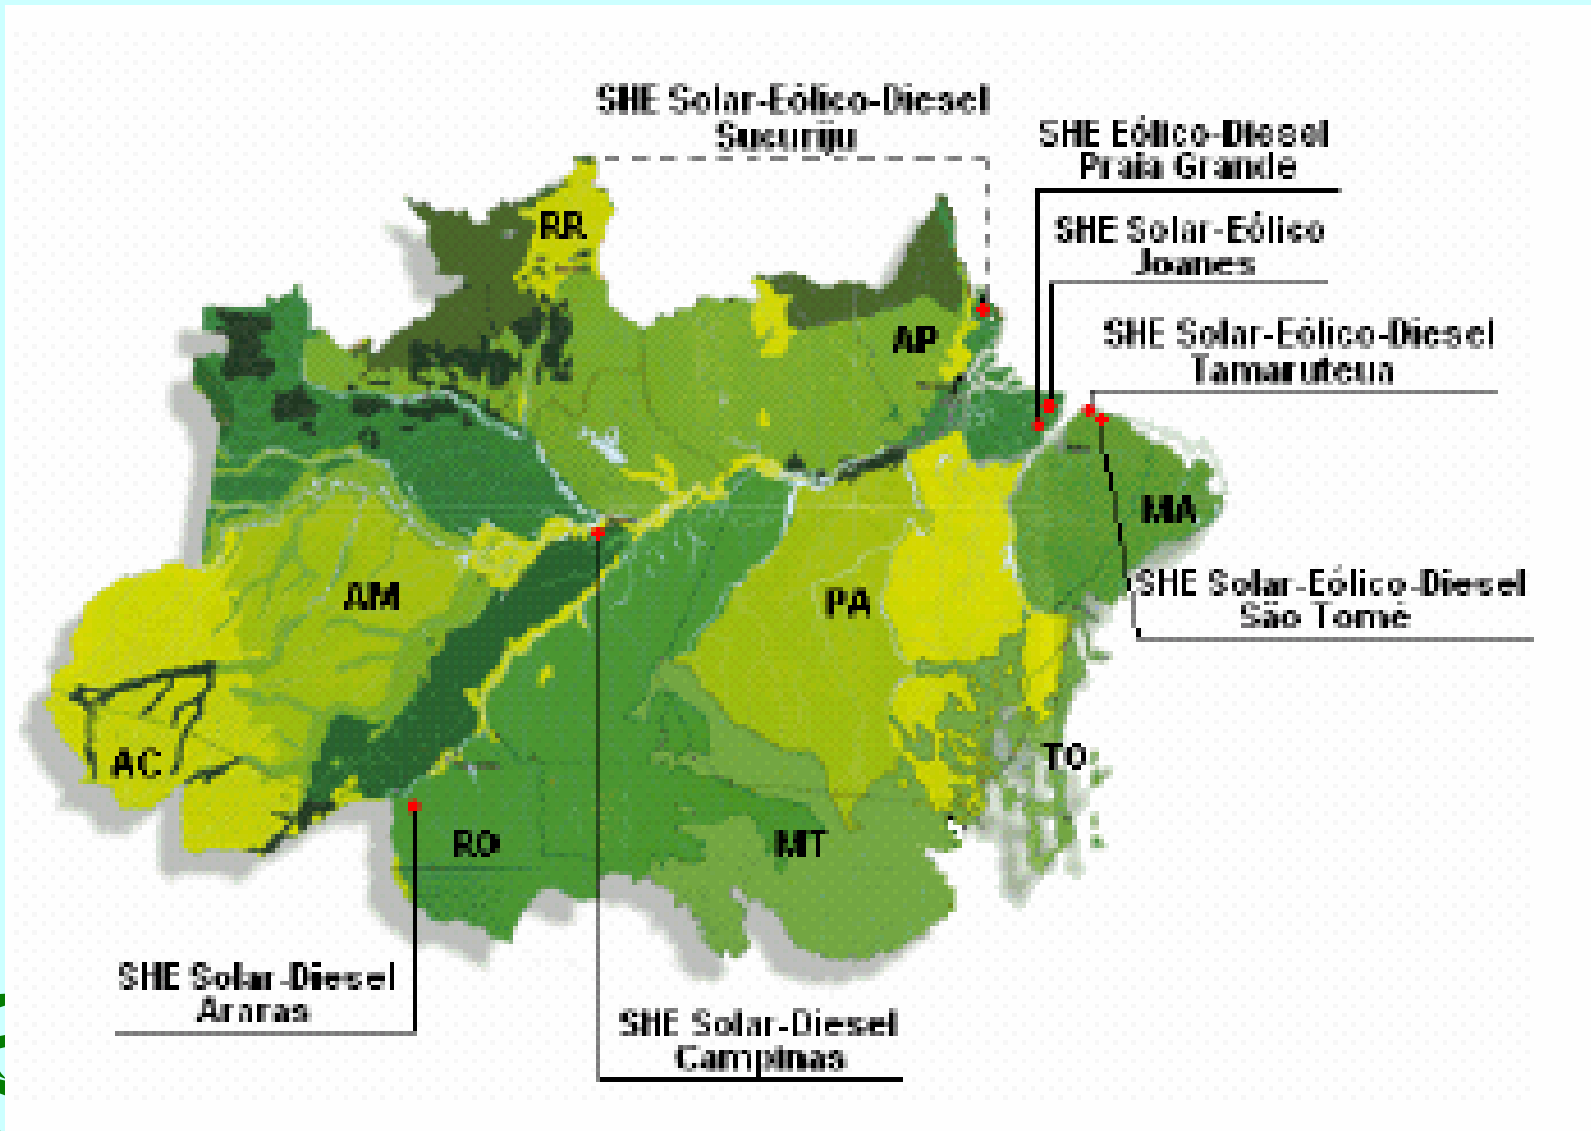 SHE Solar-Eólico-Diesel
Sucuriju
SHE Eólico-Diesel
Praia Grande
SHE Solar-Eólico
Joanes
SHE Solar-Eólico-Diesel
Tamaruteua
RR
AP
MA
AM
PA
SHE Solar-Eólico-Diesel
São Tomé
AC
TO
RO
MT
SHE Solar-Diesel
Araras
SHE Solar-Diesel
Campinas